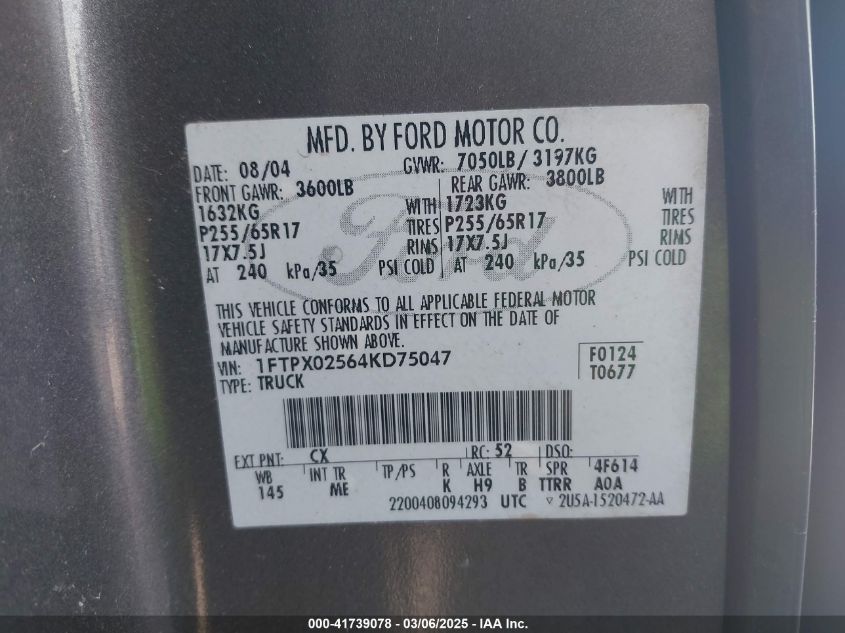 MFD. BY FORD MOTOR CO.
DATE: 08/04 GVWR: 7050LB/ 3197KG
FRONT GAWR: 3600LB REAR GAWR: 3800LB
1632KG WITH 1723KG WITH
P255/65R17 TIRES P255/65R17 TIRES
17X7.5J RIMS 17X7.5J RIMS
AT 240 kPa/35 PSI COLD AT 240 kPa/35 PSI COLD
Ford
THIS VEHICLE CONFORMS TO ALL APPLICABLE FEDERAL MOTOR
VEHICLE SAFETY STANDARDS IN EFFECT ON THE DATE OF
MANUFACTURE SHOWN ABOVE.
VIN: 1FTPX02564KD75047 F0124
TYPE: TRUCK T0677
EXT PNT: CX RC: 52 DSO:
WB INT TR TP/PS R AXLE TR SPR 4F614
145 ME K H9 B TTRR A0A
2200408094293 UTC ▽ 2U5A-1520472-AA
000-41739078 - 03/06/2025 - IAA Inc.